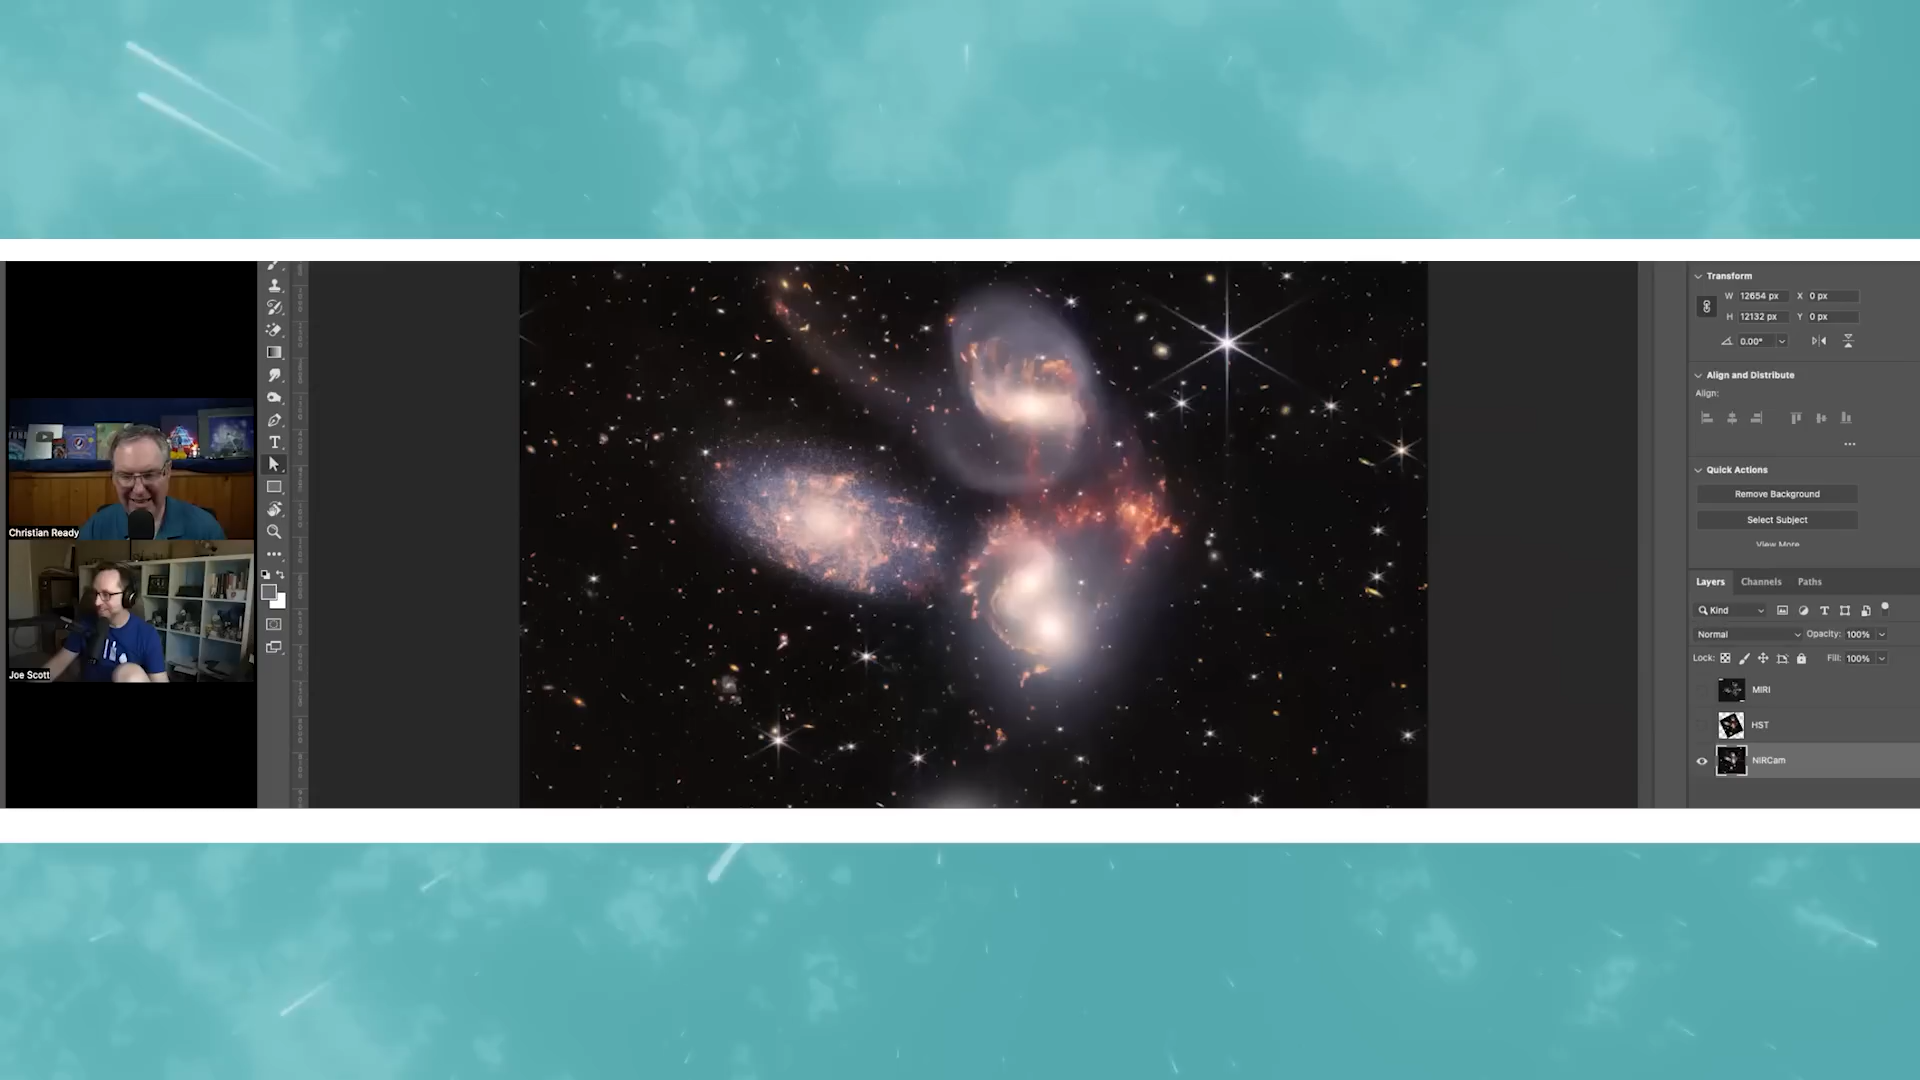 Christian Ready
Joe Scott
Transform
W 12654 px X 0 px
H 12132 px Y 0 px
0.00°
Align and Distribute
Align:
Quick Actions
Remove Background
Select Subject
View More
Layers Channels Paths
Kind
Normal Opacity: 100%
Lock: Fill: 100%
MIRI
HST
NIRCam